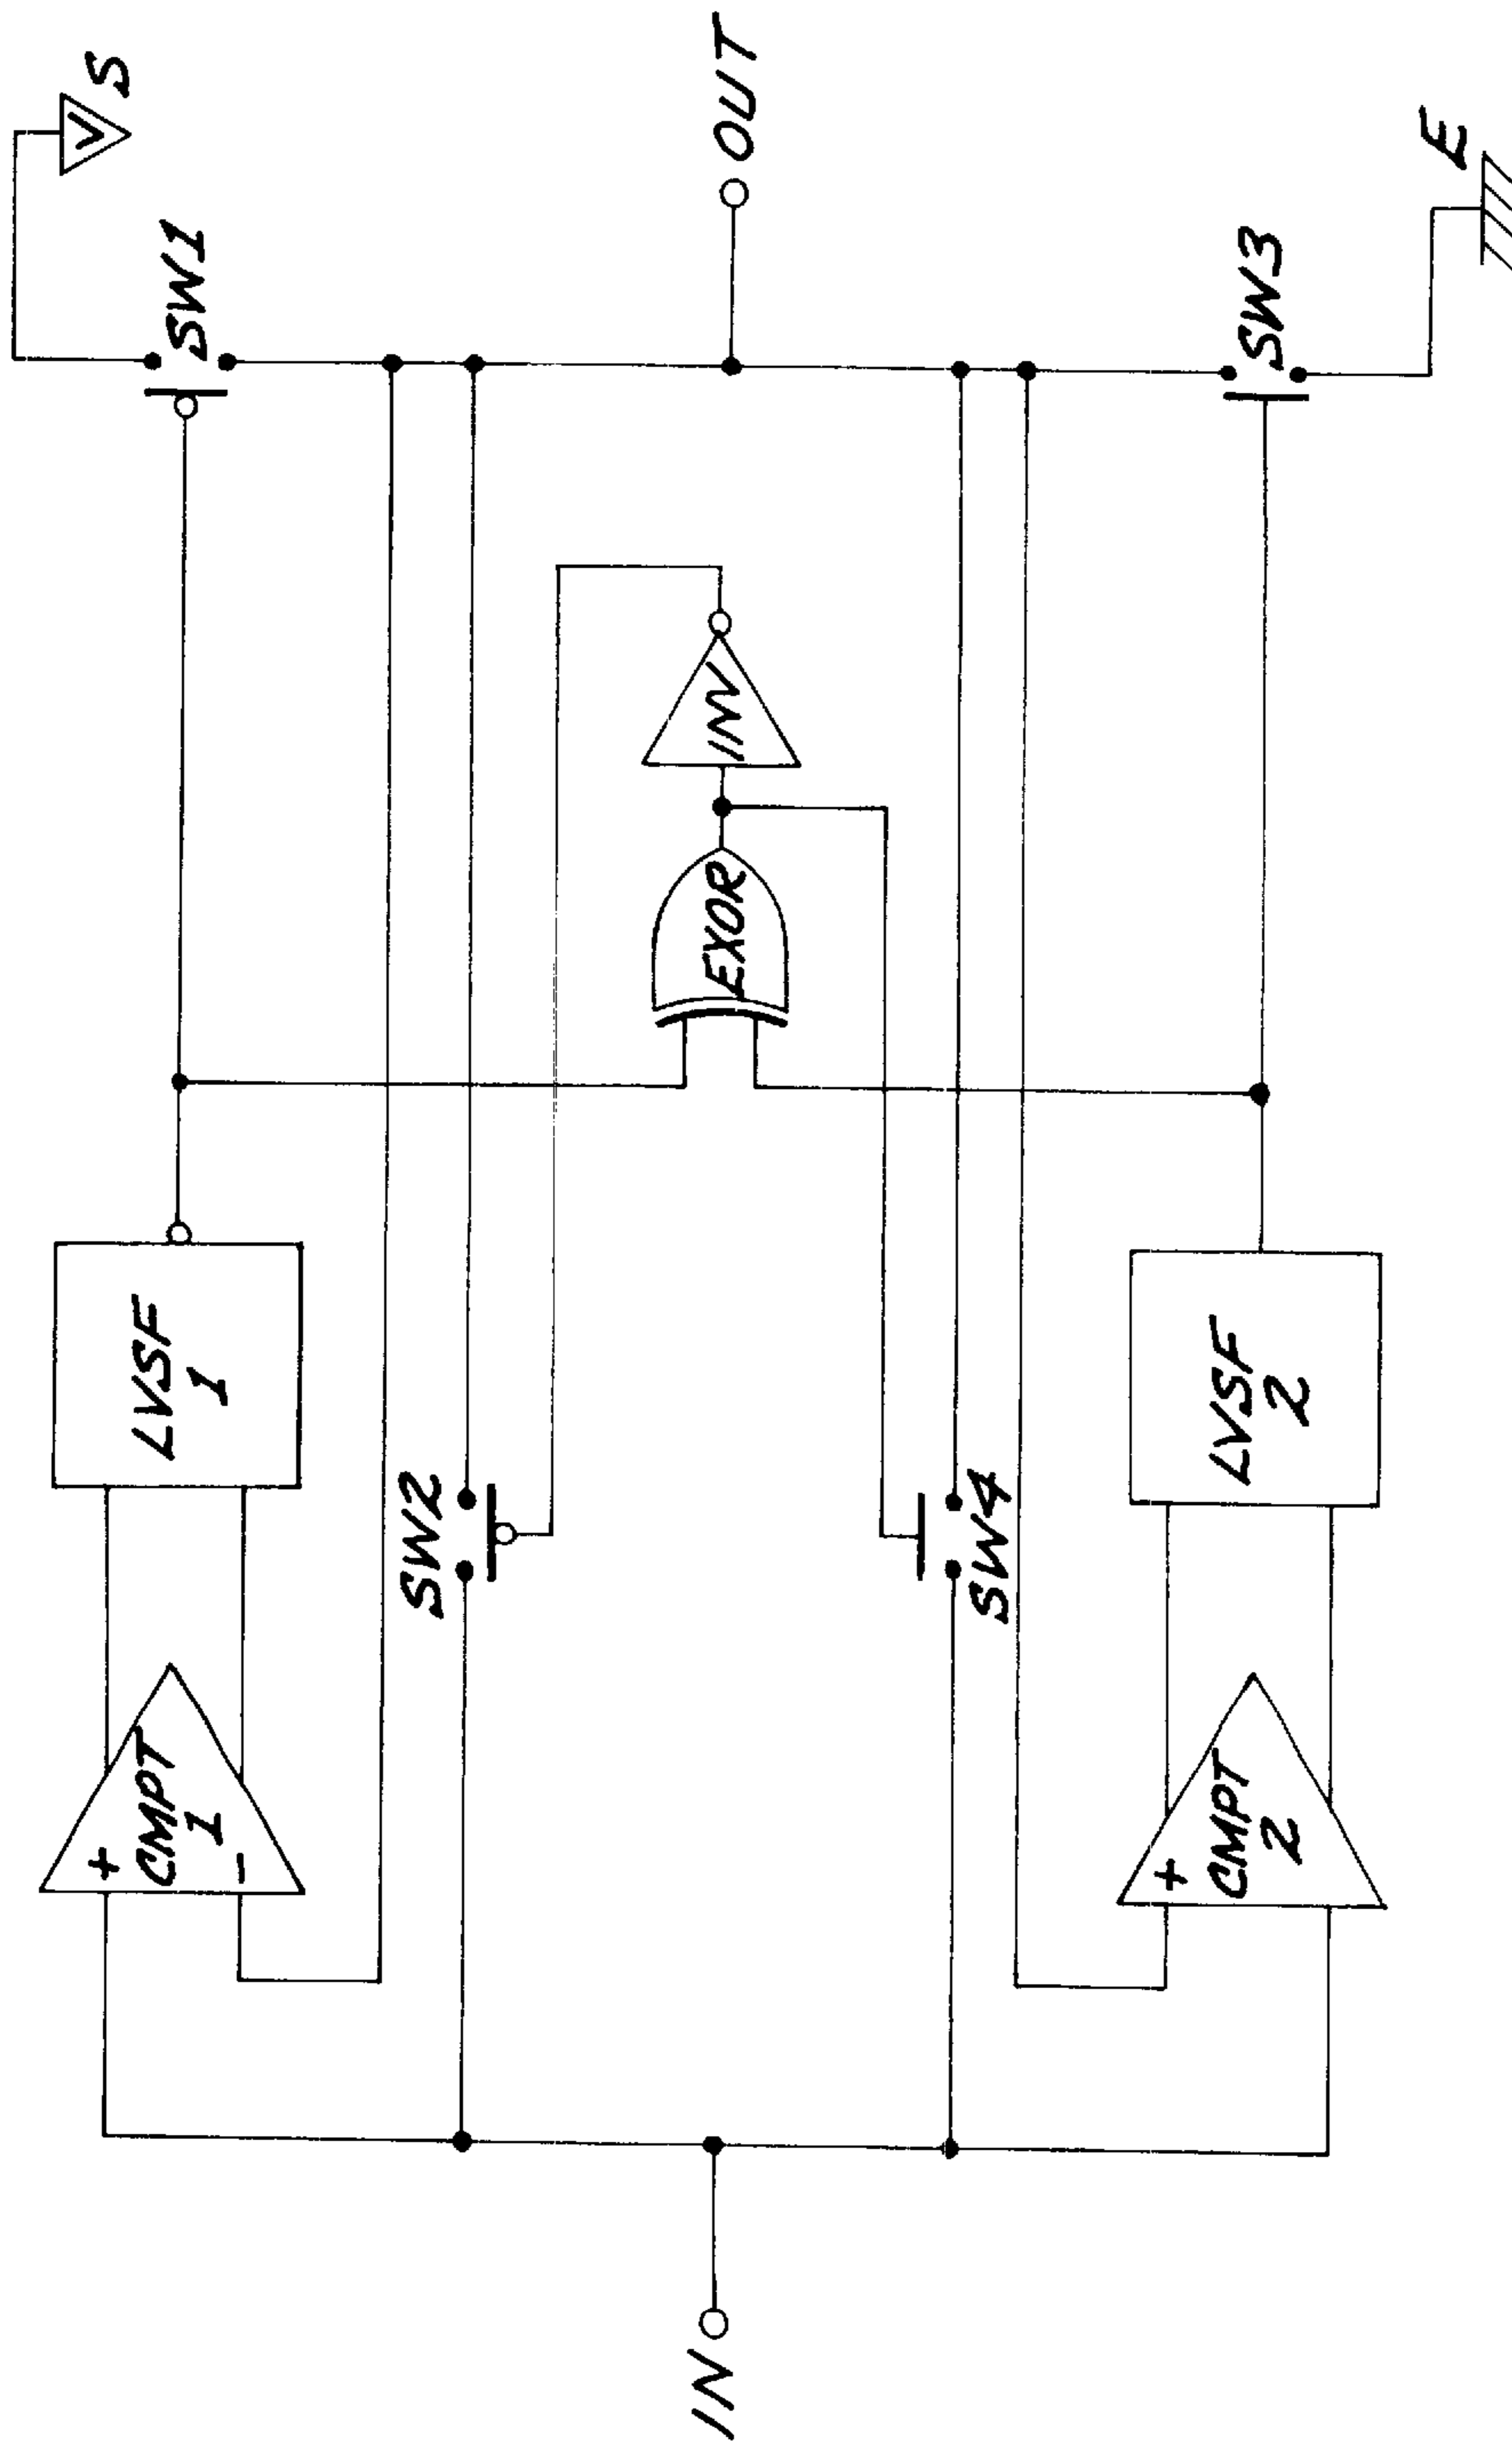 V
S
SW1
LVSF
1
+
CMPT
1
-
SW2
IN
EXOR
INV
OUT
SW4
SW3
+
CMPT
2
LVSF
2
E